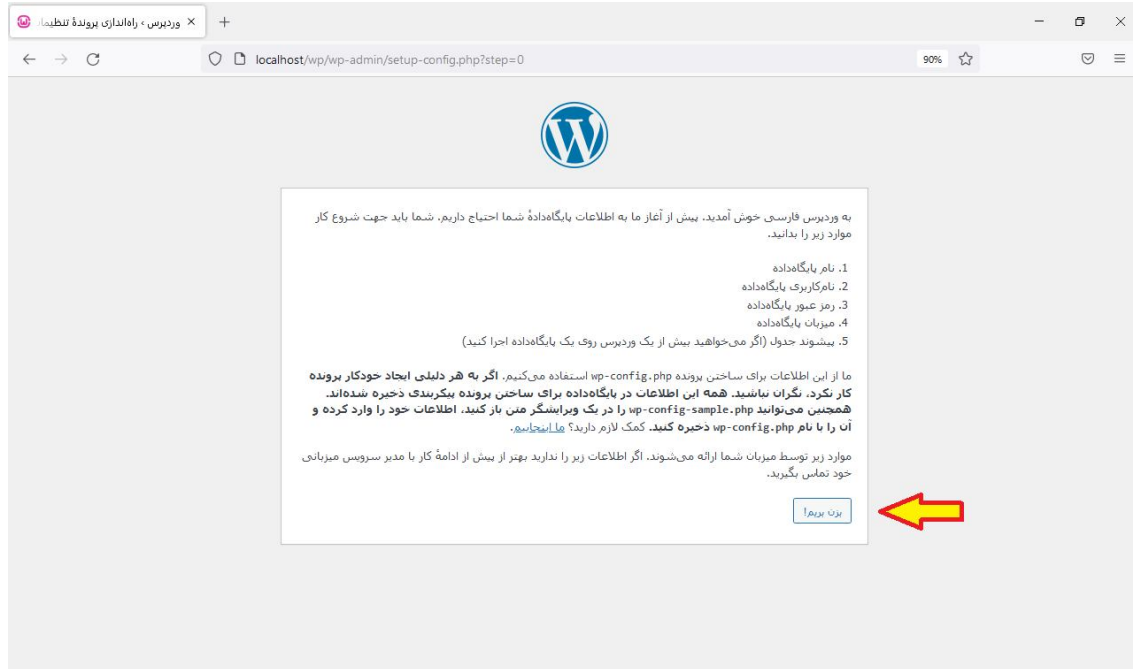 وردپرس › راه‌اندازی پروندهٔ تنظیمات
localhost/wp/wp-admin/setup-config.php?step=0
90%
به وردپرس فارسی خوش آمدید. پیش از آغاز ما به اطلاعات پایگاه‌دادهٔ شما احتیاج داریم. شما باید جهت شروع کار
موارد زیر را بدانید.
1. نام پایگاه‌داده
2. نام‌کاربری پایگاه‌داده
3. رمز عبور پایگاه‌داده
4. میزبان پایگاه‌داده
5. پیشوند جدول (اگر می‌خواهید بیش از یک وردپرس روی یک پایگاه‌داده اجرا کنید)
ما از این اطلاعات برای ساختن پرونده wp-config.php استفاده می‌کنیم. اگر به هر دلیلی ایجاد خودکار پرونده
کار نکرد، نگران نباشید. همه این اطلاعات در پایگاه‌داده برای ساختن پرونده پیکربندی ذخیره شده‌اند.
همچنین می‌توانید wp-config-sample.php را در یک ویرایشگر متن باز کنید، اطلاعات خود را وارد کرده و
آن را با نام wp-config.php ذخیره کنید. کمک لازم دارید؟ ما اینجاییم.
موارد زیر توسط میزبان شما ارائه می‌شوند. اگر اطلاعات زیر را ندارید بهتر از پیش از ادامهٔ کار با مدیر سرویس میزبانی
خود تماس بگیرید.
بزن بریم!